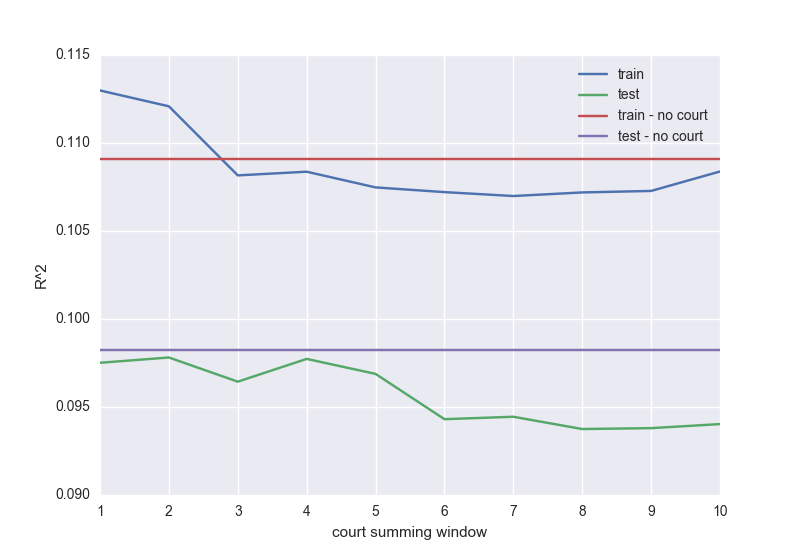 0.115
0.110
0.105
0.100
0.095
0.090
R^2
train
test
train - no court
test - no court
1 2 3 4 5 6 7 8 9 10
court summing window